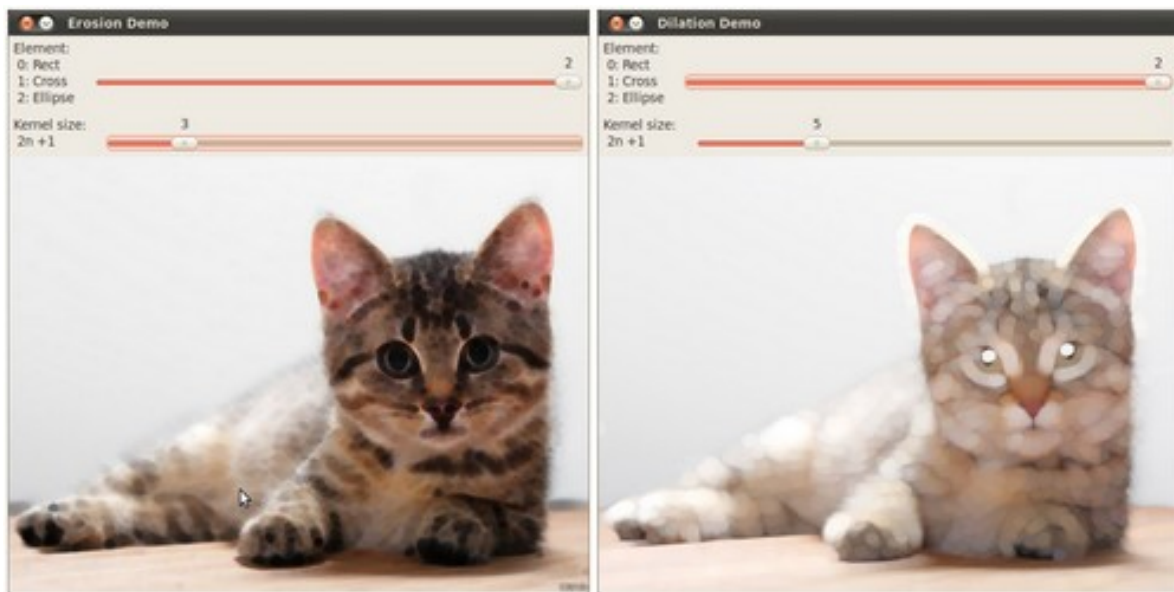 Erosion Demo
Element:
0: Rect
1: Cross
2: Ellipse
2
Kernel size:
2n +1
3
Dilation Demo
Element:
0: Rect
1: Cross
2: Ellipse
2
Kernel size:
2n +1
5